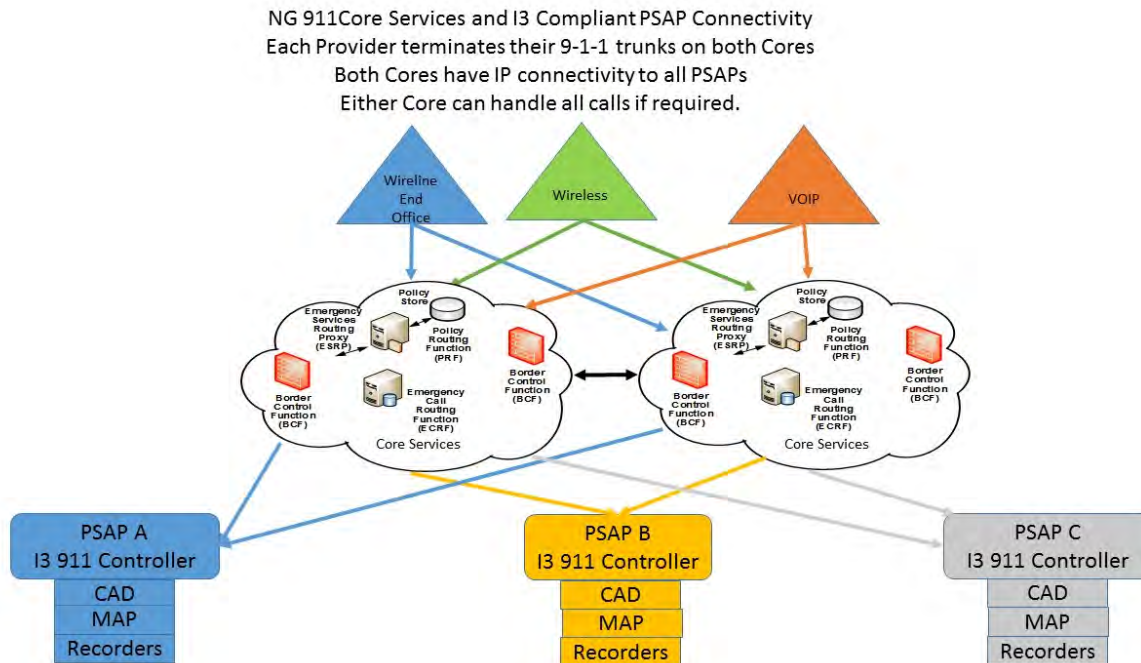 NG 911Core Services and I3 Compliant PSAP Connectivity
Each Provider terminates their 9-1-1 trunks on both Cores
Both Cores have IP connectivity to all PSAPs
Either Core can handle all calls if required.
Wireline
End
Office
Wireless
VOIP
Policy
Store
Emergency
Services
Routing
Proxy
(ESRP)
Policy
Routing
Function
(PRF)
Border
Control
Function
(BCF)
Emergency
Call
Routing
Function
(ECRF)
Border
Control
Function
(BCF)
Core Services
Policy
Store
Emergency
Services
Routing
Proxy
(ESRP)
Policy
Routing
Function
(PRF)
Border
Control
Function
(BCF)
Emergency
Call
Routing
Function
(ECRF)
Border
Control
Function
(BCF)
Core Services
PSAP A
I3 911 Controller
CAD
MAP
Recorders
PSAP B
I3 911 Controller
CAD
MAP
Recorders
PSAP C
I3 911 Controller
CAD
MAP
Recorders